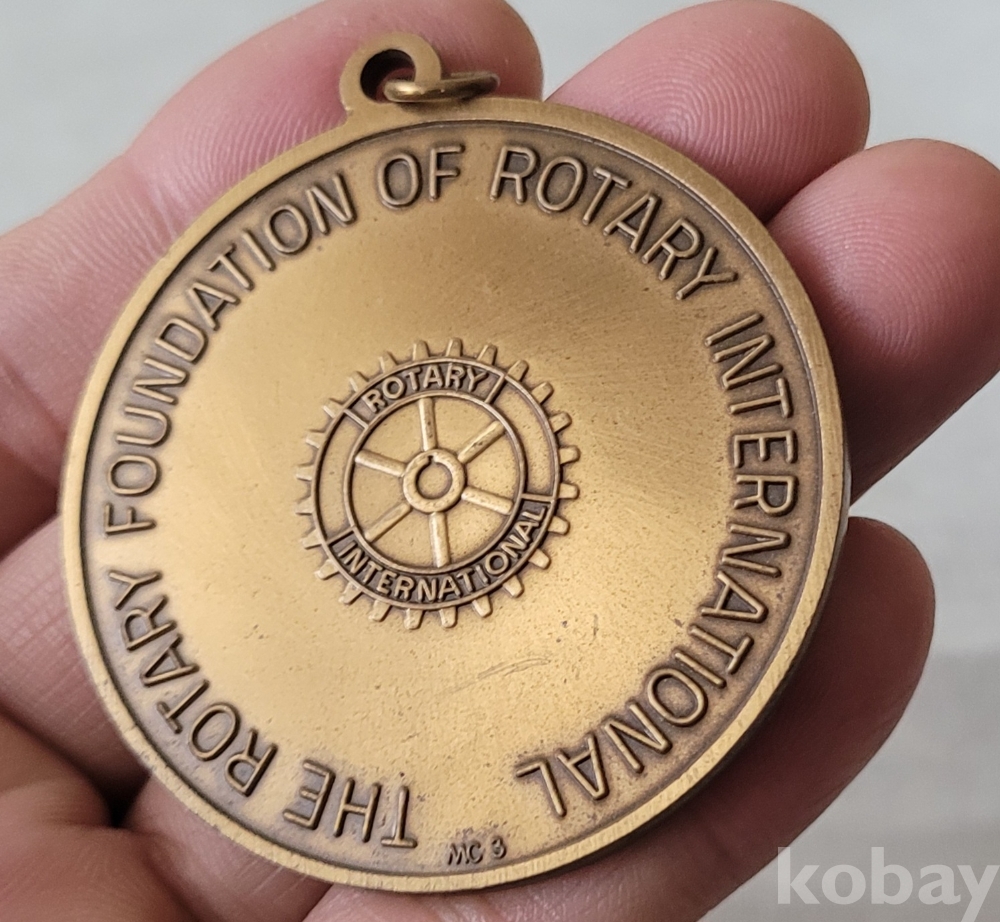 THE ROTARY FOUNDATION OF ROTARY INTERNATIONAL
ROTARY
INTERNATIONAL
MC 3
kobay